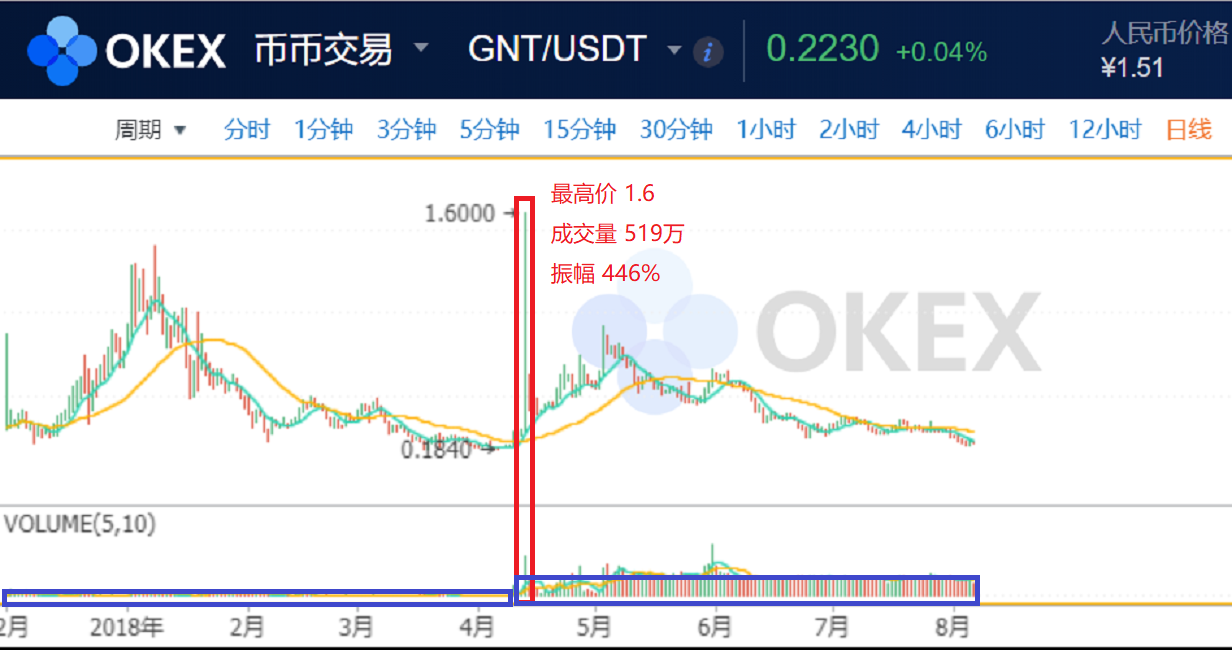 OKEX 币币交易 GNT/USDT i 0.2230 +0.04% 人民币价格
¥1.51
周期 分时 1分钟 3分钟 5分钟 15分钟 30分钟 1小时 2小时 4小时 6小时 12小时 日线
最高价 1.6
1.6000
成交量 519万
振幅 446%
OKEX
0.1840
VOLUME(5,10)
2月 2018年 2月 3月 4月 5月 6月 7月 8月